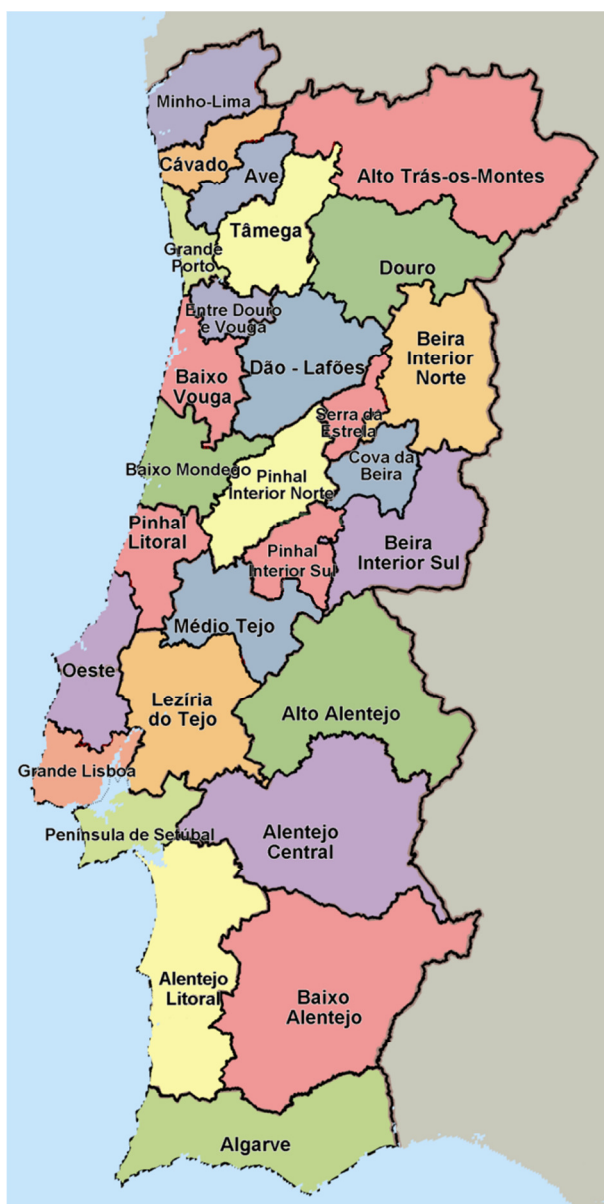 Minho-Lima
Cávado
Ave
Alto Trás-os-Montes
Tâmega
Grande
Porto
Douro
Entre Douro
e Vouga
Beira
Interior
Norte
Dão - Lafões
Baixo
Vouga
Serra da
Estrela
Cova da
Beira
Baixo Mondego
Pinhal
Interior Norte
Pinhal
Litoral
Pinhal
Interior Sul
Beira
Interior Sul
Médio Tejo
Oeste
Lezíria
do Tejo
Alto Alentejo
Grande Lisboa
Península de Setúbal
Alentejo
Central
Alentejo
Litoral
Baixo
Alentejo
Algarve